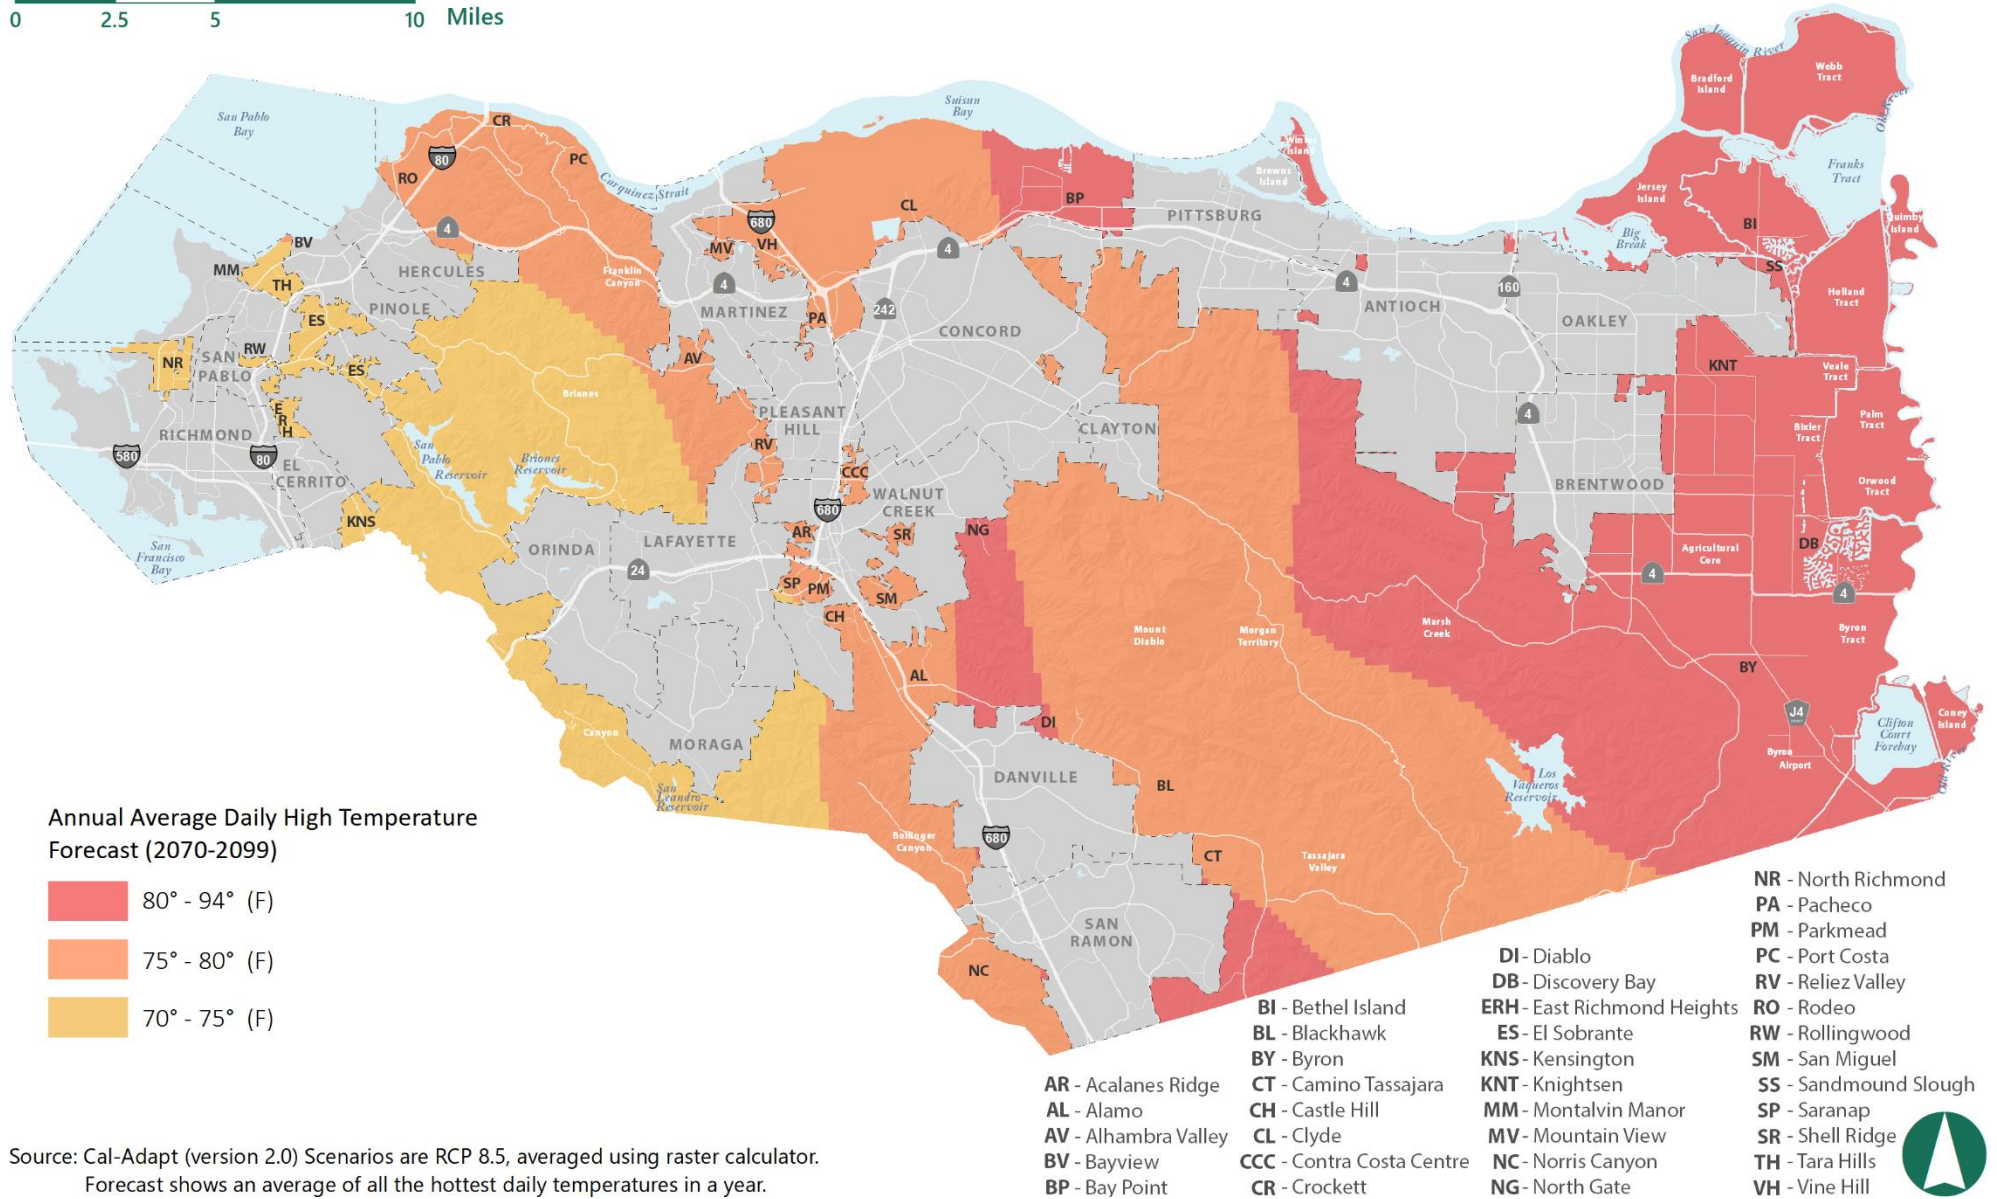 0 2.5 5 10 Miles
San Joaquin River
Bradford
Island
Webb
Tract
Old River
Franks
Tract
San Pablo
Bay
Suisun
Bay
Carquinez Strait
Winter
Island
Browns
Island
Jersey
Island
Big
Break
Quimby
Island
Holland
Tract
Veale
Tract
Palm
Tract
Bixler
Tract
Orwood
Tract
Agricultural
Core
Byron
Tract
Clifton
Court
Forebay
Coney
Island
Old River
Byron
Airport
Los
Vaqueros
Reservoir
Marsh
Creek
Morgan
Territory
Mount
Diablo
Tassajara
Valley
Bollinger
Canyon
San
Leandro
Reservoir
Canyon
San
Francisco
Bay
San
Pablo
Reservoir
Briones
Reservoir
Briones
Franklin
Canyon
CR
PC
RO
80
4
BV
MM
TH
ES
RW
NR
ES
E
R
H
KNS
580
80
HERCULES
PINOLE
SAN
PABLO
RICHMOND
EL
CERRITO
ORINDA
LAFAYETTE
24
MORAGA
MARTINEZ
4
MV
VH
680
CL
4
PA
242
AV
CONCORD
PLEASANT
HILL
RV
CCC
680
WALNUT
CREEK
CLAYTON
AR
SR
NG
SP
PM
SM
CH
AL
DI
DANVILLE
BL
680
CT
SAN
RAMON
NC
BP
PITTSBURG
4
ANTIOCH
160
OAKLEY
BI
SS
KNT
4
BRENTWOOD
DB
4
4
BY
J4
Annual Average Daily High Temperature
Forecast (2070-2099)
80° - 94° (F)
75° - 80° (F)
70° - 75° (F)
AR - Acalanes Ridge
AL - Alamo
AV - Alhambra Valley
BV - Bayview
BP - Bay Point
BI - Bethel Island
BL - Blackhawk
BY - Byron
CT - Camino Tassajara
CH - Castle Hill
CL - Clyde
CCC - Contra Costa Centre
CR - Crockett
DI - Diablo
DB - Discovery Bay
ERH - East Richmond Heights
ES - El Sobrante
KNS - Kensington
KNT - Knightsen
MM - Montalvin Manor
MV - Mountain View
NC - Norris Canyon
NG - North Gate
NR - North Richmond
PA - Pacheco
PM - Parkmead
PC - Port Costa
RV - Reliez Valley
RO - Rodeo
RW - Rollingwood
SM - San Miguel
SS - Sandmound Slough
SP - Saranap
SR - Shell Ridge
TH - Tara Hills
VH - Vine Hill
Source: Cal-Adapt (version 2.0) Scenarios are RCP 8.5, averaged using raster calculator.
Forecast shows an average of all the hottest daily temperatures in a year.